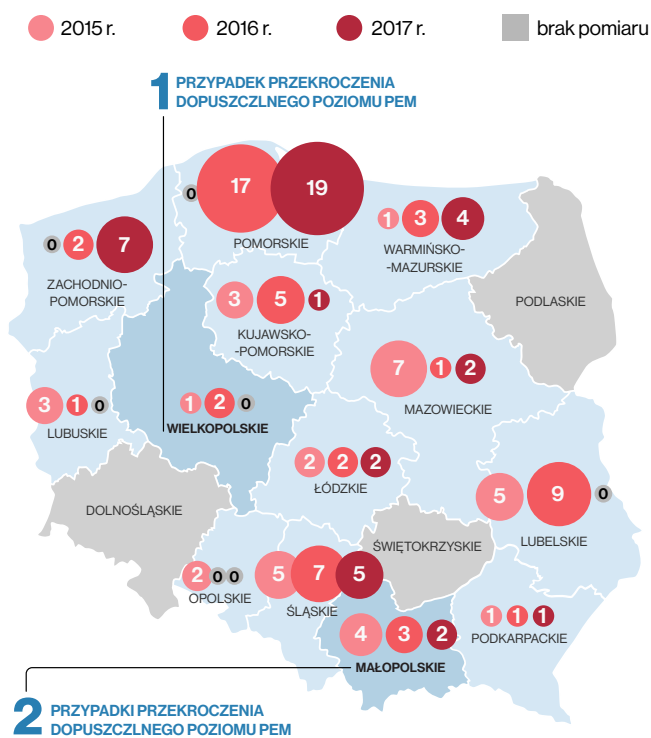 2015 r. 2016 r. 2017 r. brak pomiaru
1 PRZYPADEK PRZEKROCZENIA
DOPUSZCZLNEGO POZIOMU PEM
0 17 19
POMORSKIE
1 3 4
WARMIŃSKO-
-MAZURSKIE
0 2 7
ZACHODNIO-
POMORSKIE
PODLASKIE
3 5 1
KUJAWSKO-
-POMORSKIE
7 1 2
MAZOWIECKIE
3 1 0
LUBUSKIE
1 2 0
WIELKOPOLSKIE
2 2 2
ŁÓDZKIE
5 9 0
LUBELSKIE
DOLNOŚLĄSKIE
ŚWIĘTOKRZYSKIE
2 0 0
OPOLSKIE
5 7 5
ŚLĄSKIE
4 3 2
MAŁOPOLSKIE
1 1 1
PODKARPACKIE
2 PRZYPADKI PRZEKROCZENIA
DOPUSZCZLNEGO POZIOMU PEM